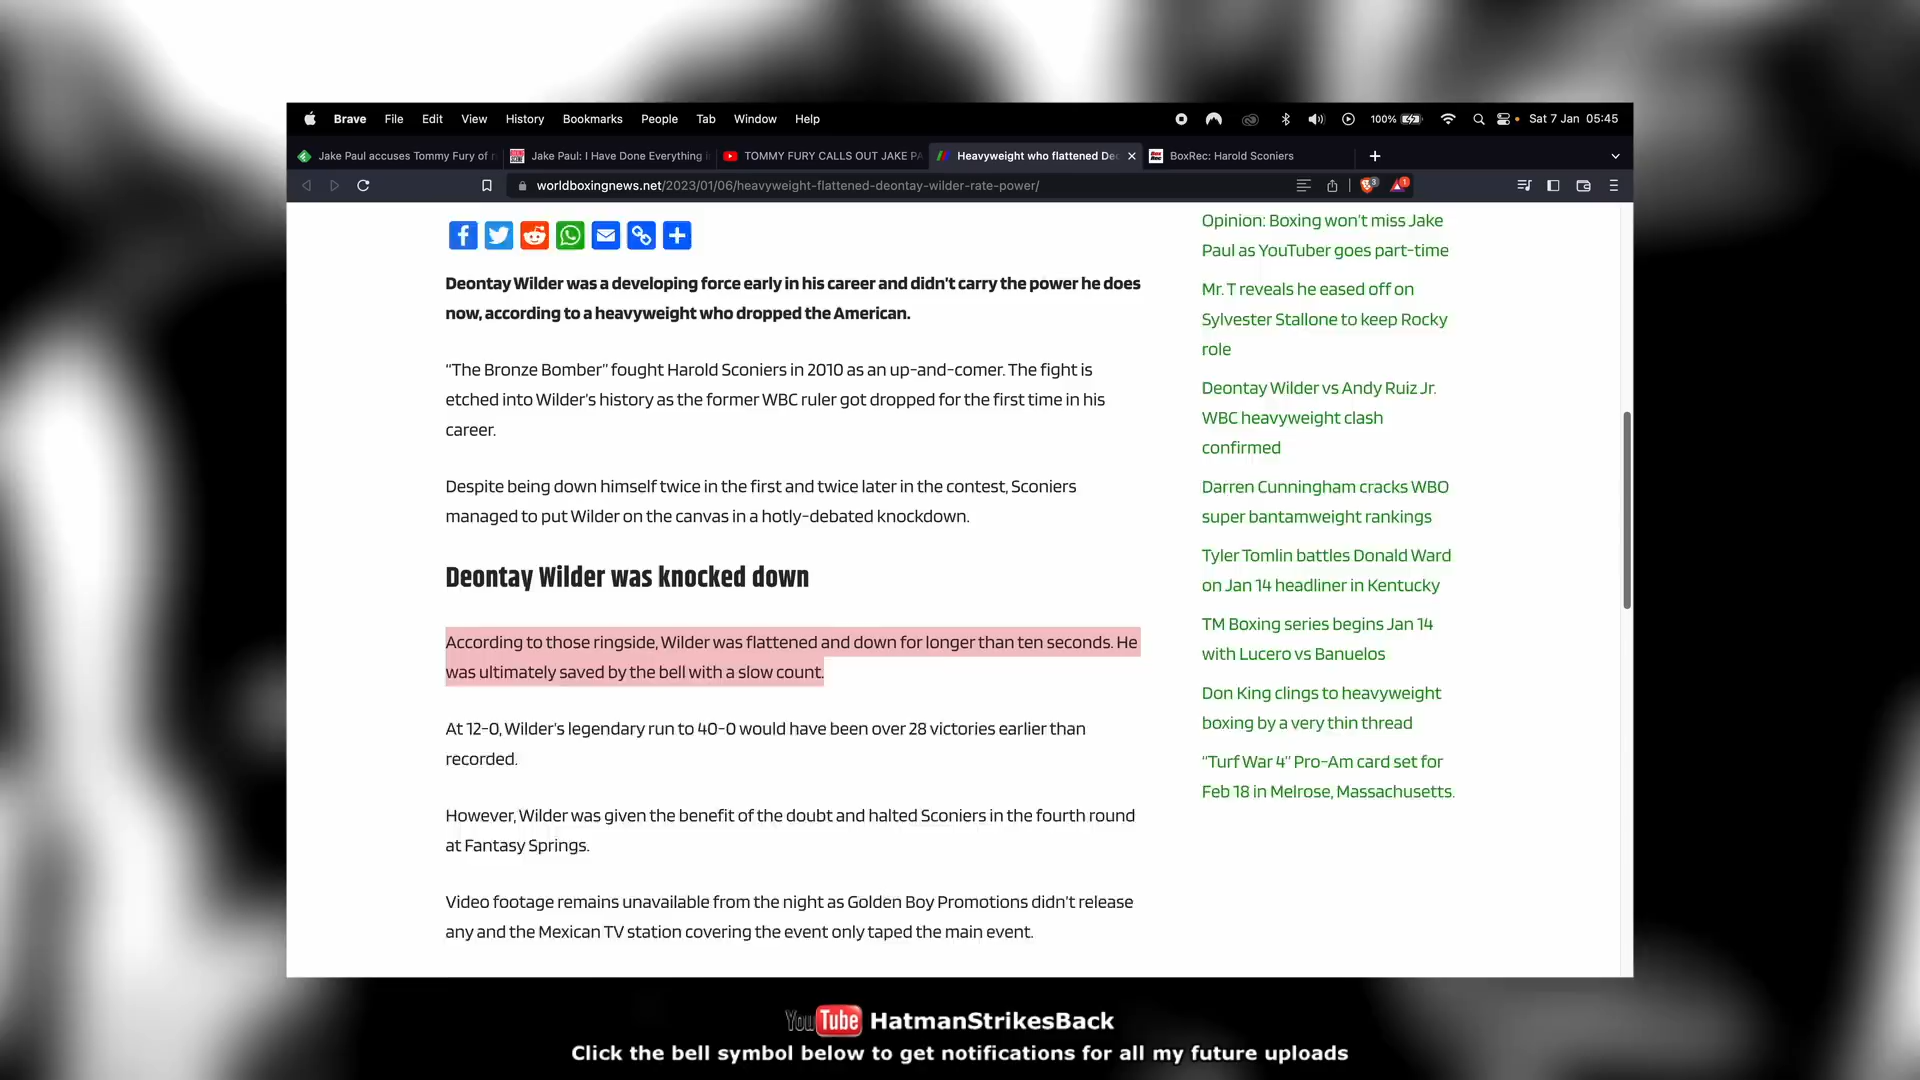 Brave File Edit View History Bookmarks People Tab Window Help 100% Sat 7 Jan 05:45
Jake Paul accuses Tommy Fury of Jake Paul: I Have Done Everything TOMMY FURY CALLS OUT JAKE PA Heavyweight who flattened De BoxRec: Harold Sconiers
worldboxingnews.net/2023/01/06/heavyweight-flattened-deontay-wilder-rate-power/ 3 1
Deontay Wilder was a developing force early in his career and didn't carry the power he does
now, according to a heavyweight who dropped the American.
“The Bronze Bomber” fought Harold Sconiers in 2010 as an up-and-comer. The fight is
etched into Wilder's history as the former WBC ruler got dropped for the first time in his
career.
Despite being down himself twice in the first and twice later in the contest, Sconiers
managed to put Wilder on the canvas in a hotly-debated knockdown.
Deontay Wilder was knocked down
According to those ringside, Wilder was flattened and down for longer than ten seconds. He
was ultimately saved by the bell with a slow count.
At 12-0, Wilder's legendary run to 40-0 would have been over 28 victories earlier than
recorded.
However, Wilder was given the benefit of the doubt and halted Sconiers in the fourth round
at Fantasy Springs.
Video footage remains unavailable from the night as Golden Boy Promotions didn't release
any and the Mexican TV station covering the event only taped the main event.
Opinion: Boxing won't miss Jake
Paul as YouTuber goes part-time
Mr. T reveals he eased off on
Sylvester Stallone to keep Rocky
role
Deontay Wilder vs Andy Ruiz Jr.
WBC heavyweight clash
confirmed
Darren Cunningham cracks WBO
super bantamweight rankings
Tyler Tomlin battles Donald Ward
on Jan 14 headliner in Kentucky
TM Boxing series begins Jan 14
with Lucero vs Banuelos
Don King clings to heavyweight
boxing by a very thin thread
“Turf War 4” Pro-Am card set for
Feb 18 in Melrose, Massachusetts.
YouTube HatmanStrikesBack
Click the bell symbol below to get notifications for all my future uploads